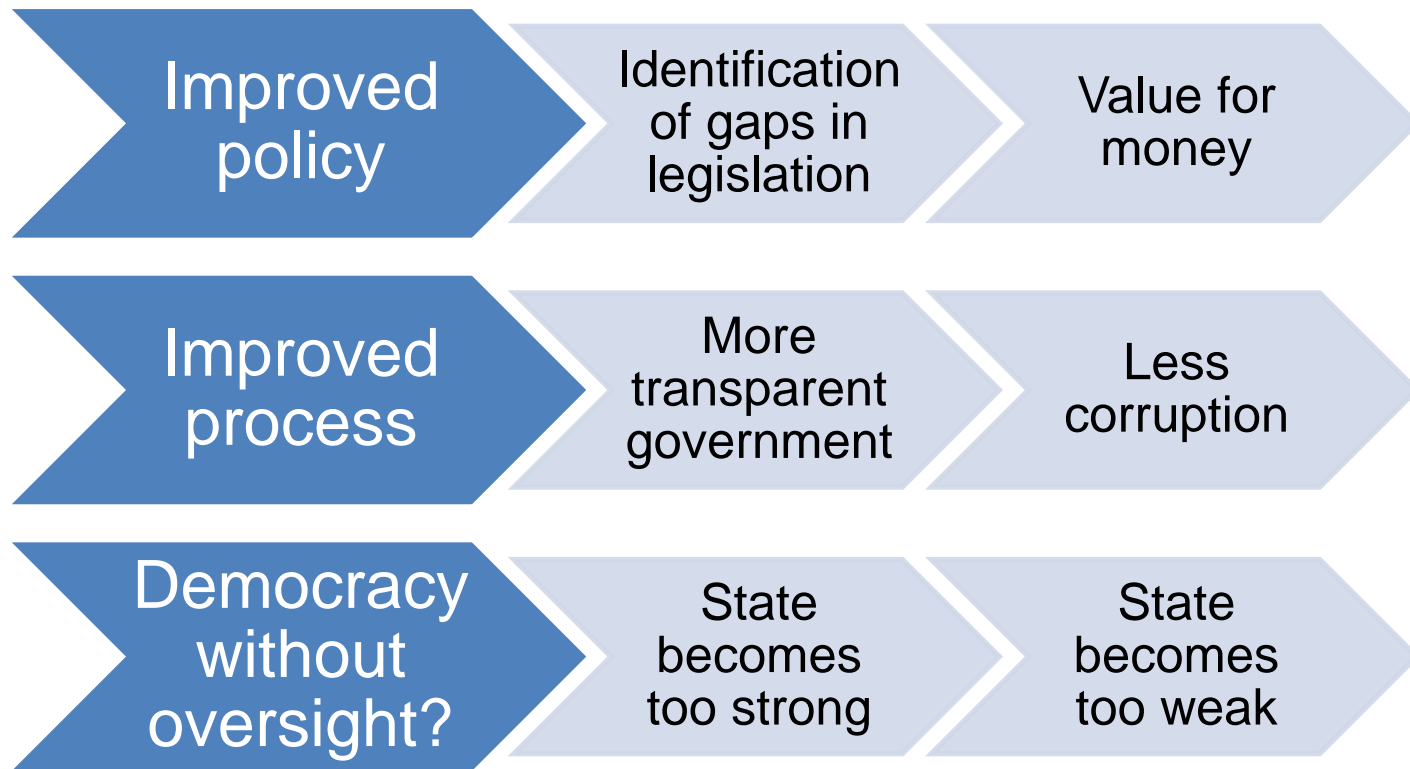 Improved
policy
Identification
of gaps in
legislation
Value for
money
Improved
process
More
transparent
government
Less
corruption
Democracy
without
oversight?
State
becomes
too strong
State
becomes
too weak